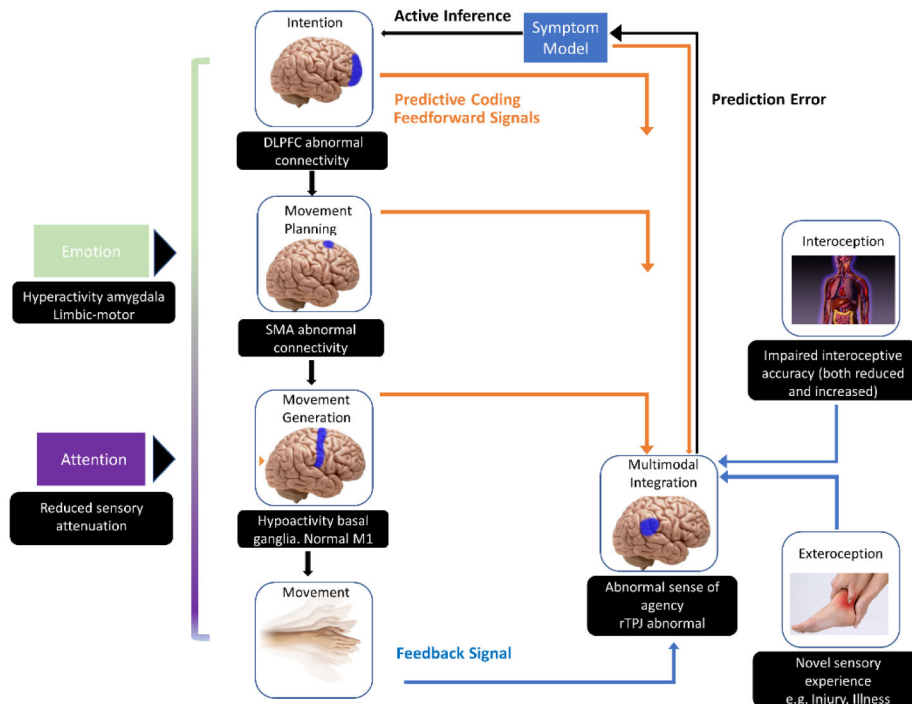 Intention
Active Inference
Symptom
Model
Predictive Coding
Feedforward Signals
Prediction Error
DLPFC abnormal
connectivity
Movement
Planning
Emotion
Hyperactivity amygdala
Limbic-motor
SMA abnormal
connectivity
Interoception
Impaired interoceptive
accuracy (both reduced
and increased)
Movement
Generation
Attention
Reduced sensory
attenuation
Hypoactivity basal
ganglia. Normal M1
Multimodal
Integration
Abnormal sense of
agency
rTPJ abnormal
Exteroception
Movement
Feedback Signal
Novel sensory
experience
e.g. Injury. Illness